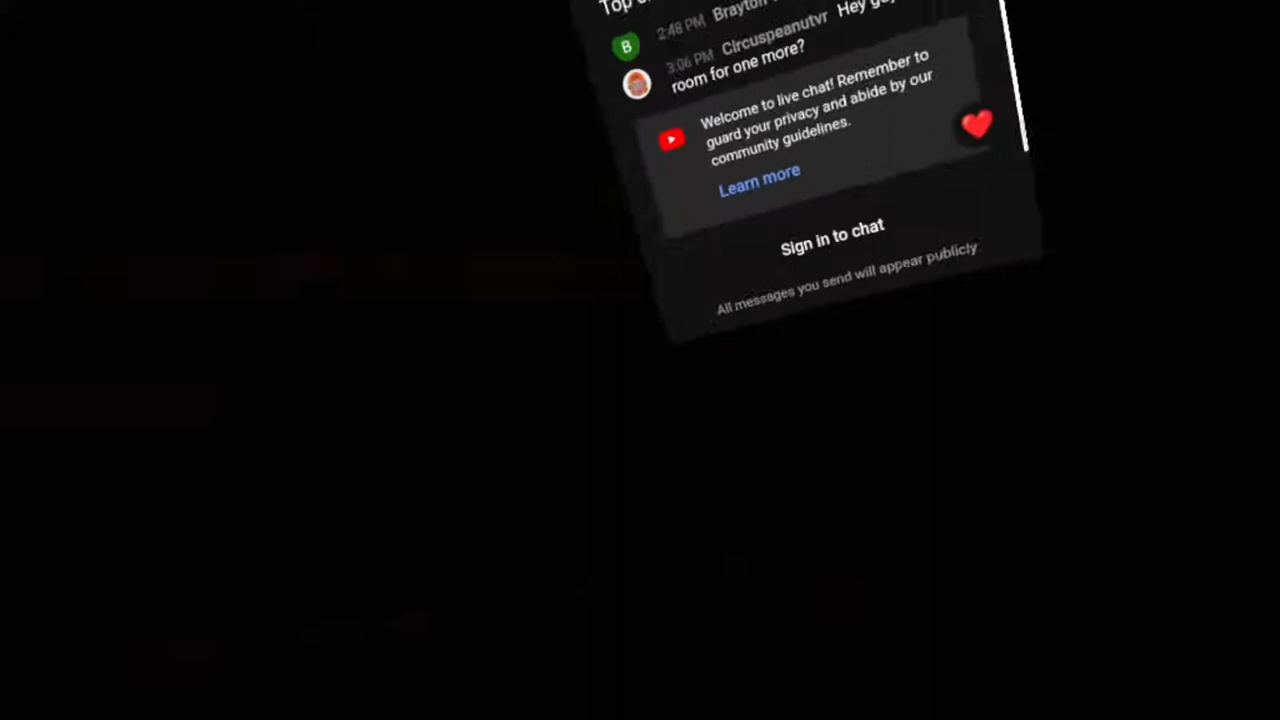 Top
B 2:48 PM Brayton
3:06 PM Circuspeanutvr Hey
room for one more?
Welcome to live chat! Remember to
guard your privacy and abide by our
community guidelines.
Learn more
Sign in to chat
All messages you send will appear publicly